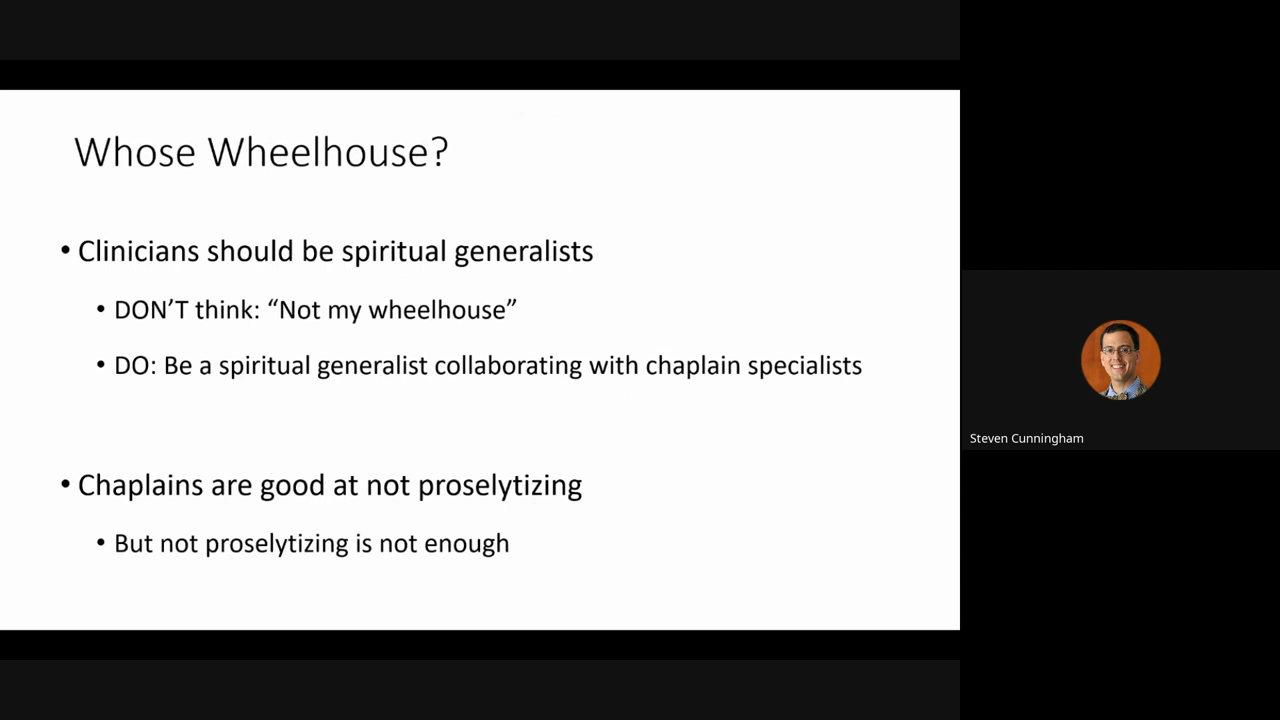 Whose Wheelhouse?
• Clinicians should be spiritual generalists
• DON’T think: “Not my wheelhouse”
• DO: Be a spiritual generalist collaborating with chaplain specialists
• Chaplains are good at not proselytizing
• But not proselytizing is not enough
Steven Cunningham